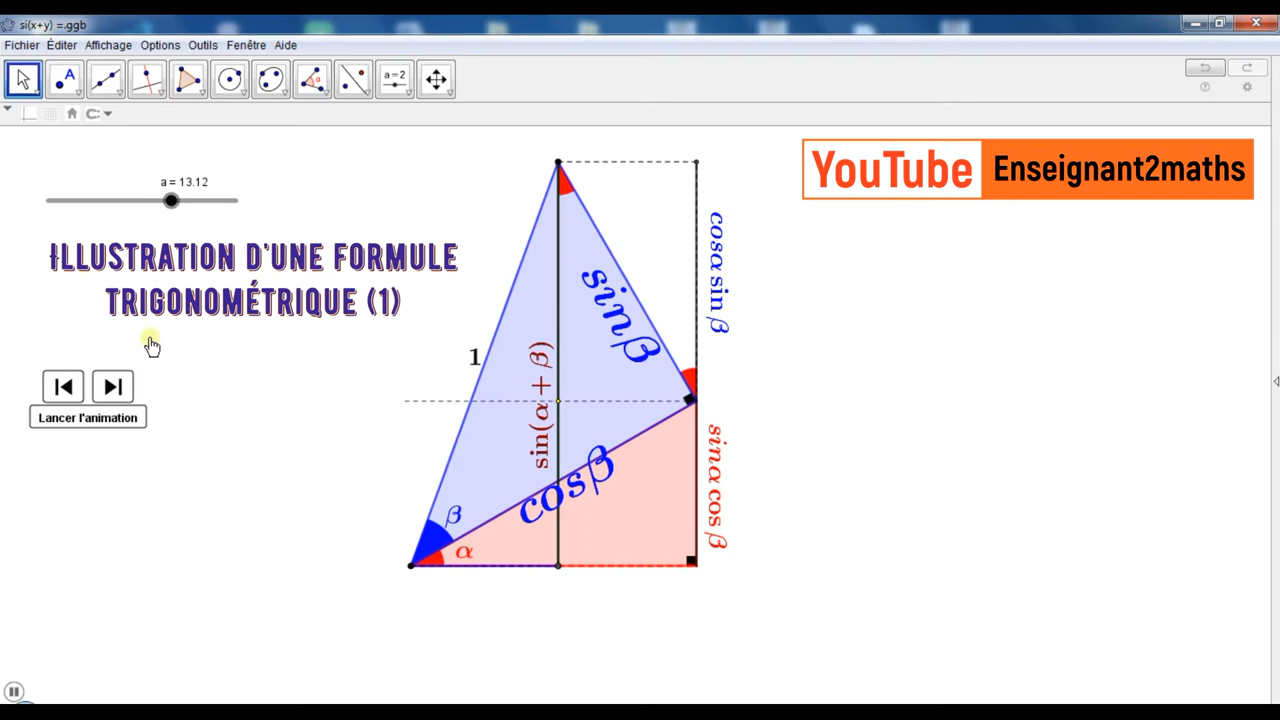 si(x+y) =.ggb
Fichier Éditer Affichage Options Outils Fenêtre Aide
A
α
a = 2
YouTube Enseignant2maths
a = 13.12
Illustration d'une formule
trigonométrique (1)
cosα sin β
sinβ
1
sin(α + β)
sinα cos β
cosβ
β
α
Lancer l'animation